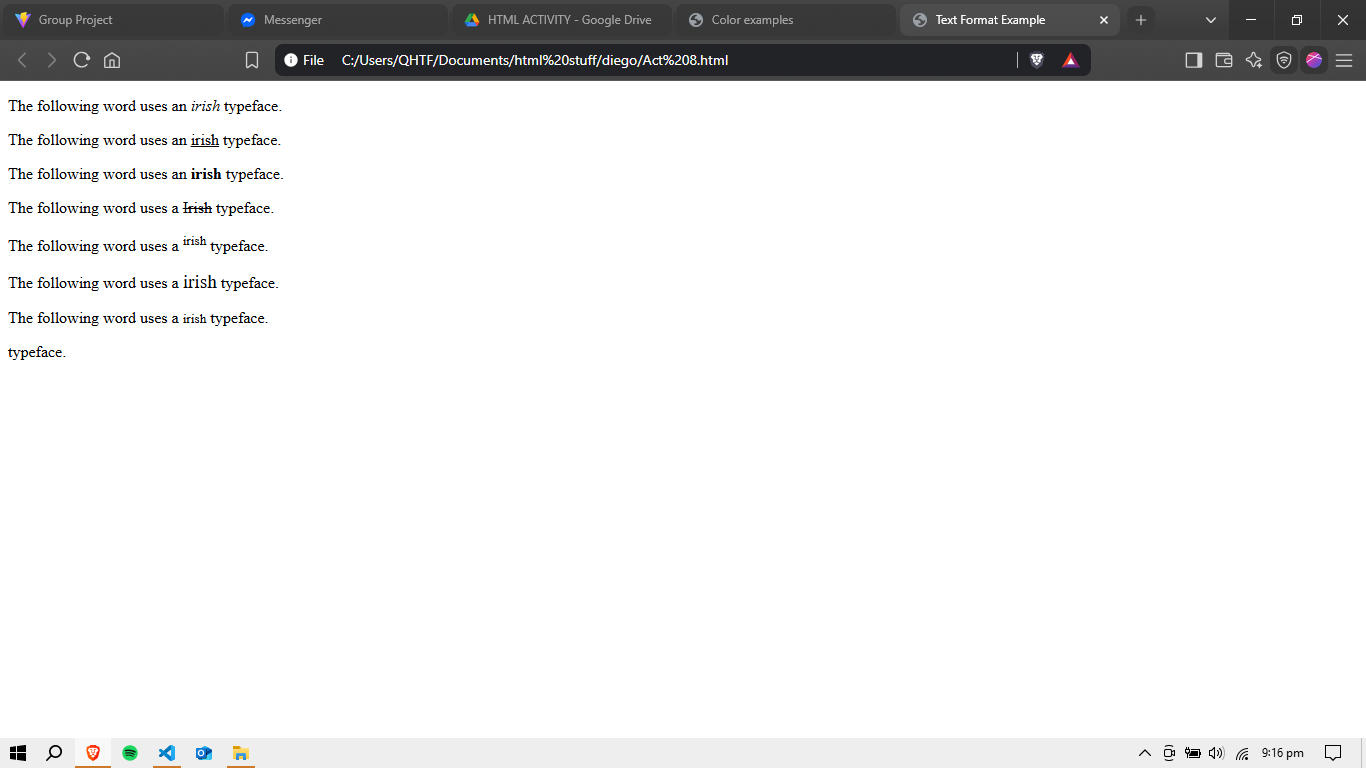 Group Project
Messenger
HTML ACTIVITY - Google Drive
Color examples
Text Format Example
File C:/Users/QHTF/Documents/html%20stuff/diego/Act%208.html
The following word uses an irish typeface.
The following word uses an irish typeface.
The following word uses an irish typeface.
The following word uses a Irish typeface.
The following word uses a irish typeface.
The following word uses a irish typeface.
The following word uses a irish typeface.
typeface.
9:16 pm